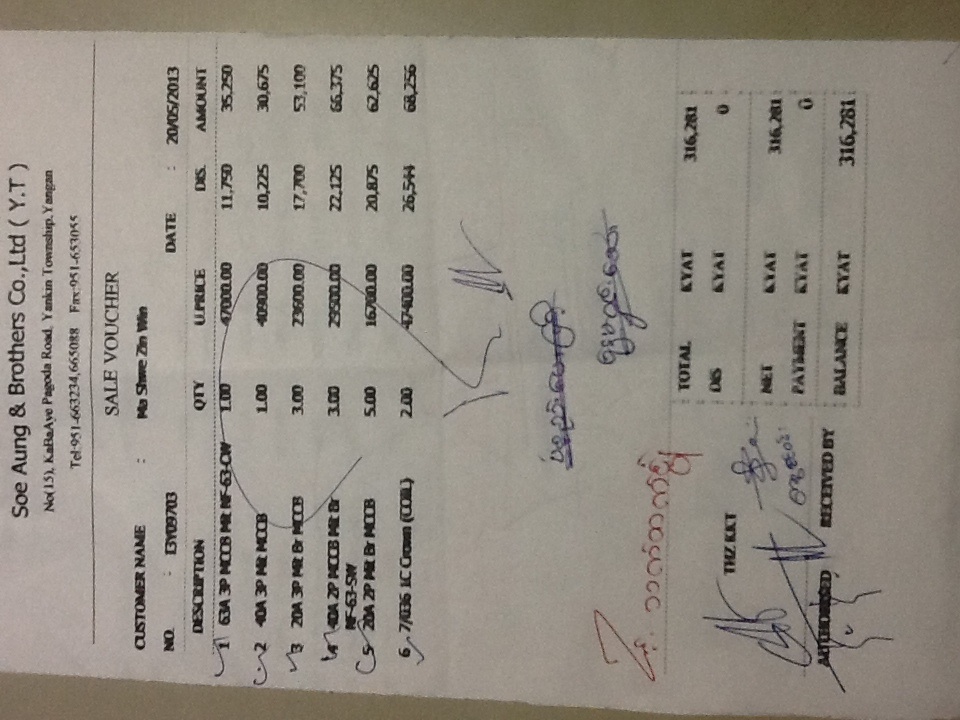 Soe Aung & Brothers Co.,Ltd ( Y.T )
No(15), KaBaAye Pagoda Road, Yankin Township,Yangan
Tel:951-663234,665088 Fax:951-653055
SALE VOUCHER
CUSTOMER NAME : Ma Shwe Zin Win
NO. : I3Y09703 DATE : 20/05/2013
DESCRIPTION QTY U.PRICE DIS. AMOUNT
1 63A 3P MCCB Mit NF-63-CW 1.00 47000.00 11,750 35,250
2 40A 3P Mit MCCB 1.00 40900.00 10,225 30,675
3 20A 3P Mit Br MCCB 3.00 23600.00 17,700 53,100
4 40A 2P MCCB Mit Br 3.00 29500.00 22,125 66,375
NF-63-SW
5 20A 2P Mit Br MCCB 5.00 16700.00 20,875 62,625
6 7/036 1C Crown (COIL) 2.00 47400.00 26,544 68,256
TOTAL KYAT 316,281
DIS KYAT 0
THZ KKT
NET KYAT 316,281
PAYMENT KYAT 0
AUTHORISED RECEIVED BY
BALANCE KYAT 316,281